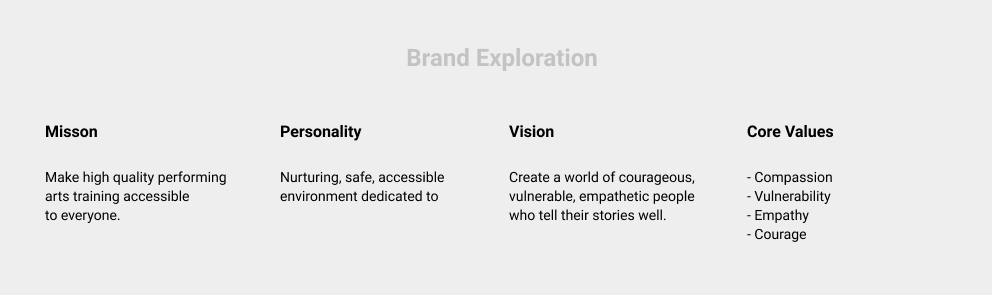 Brand Exploration
Misson
Make high quality performing
arts training accessible
to everyone.
Personality
Nurturing, safe, accessible
environment dedicated to
Vision
Create a world of courageous,
vulnerable, empathetic people
who tell their stories well.
Core Values
- Compassion
- Vulnerability
- Empathy
- Courage